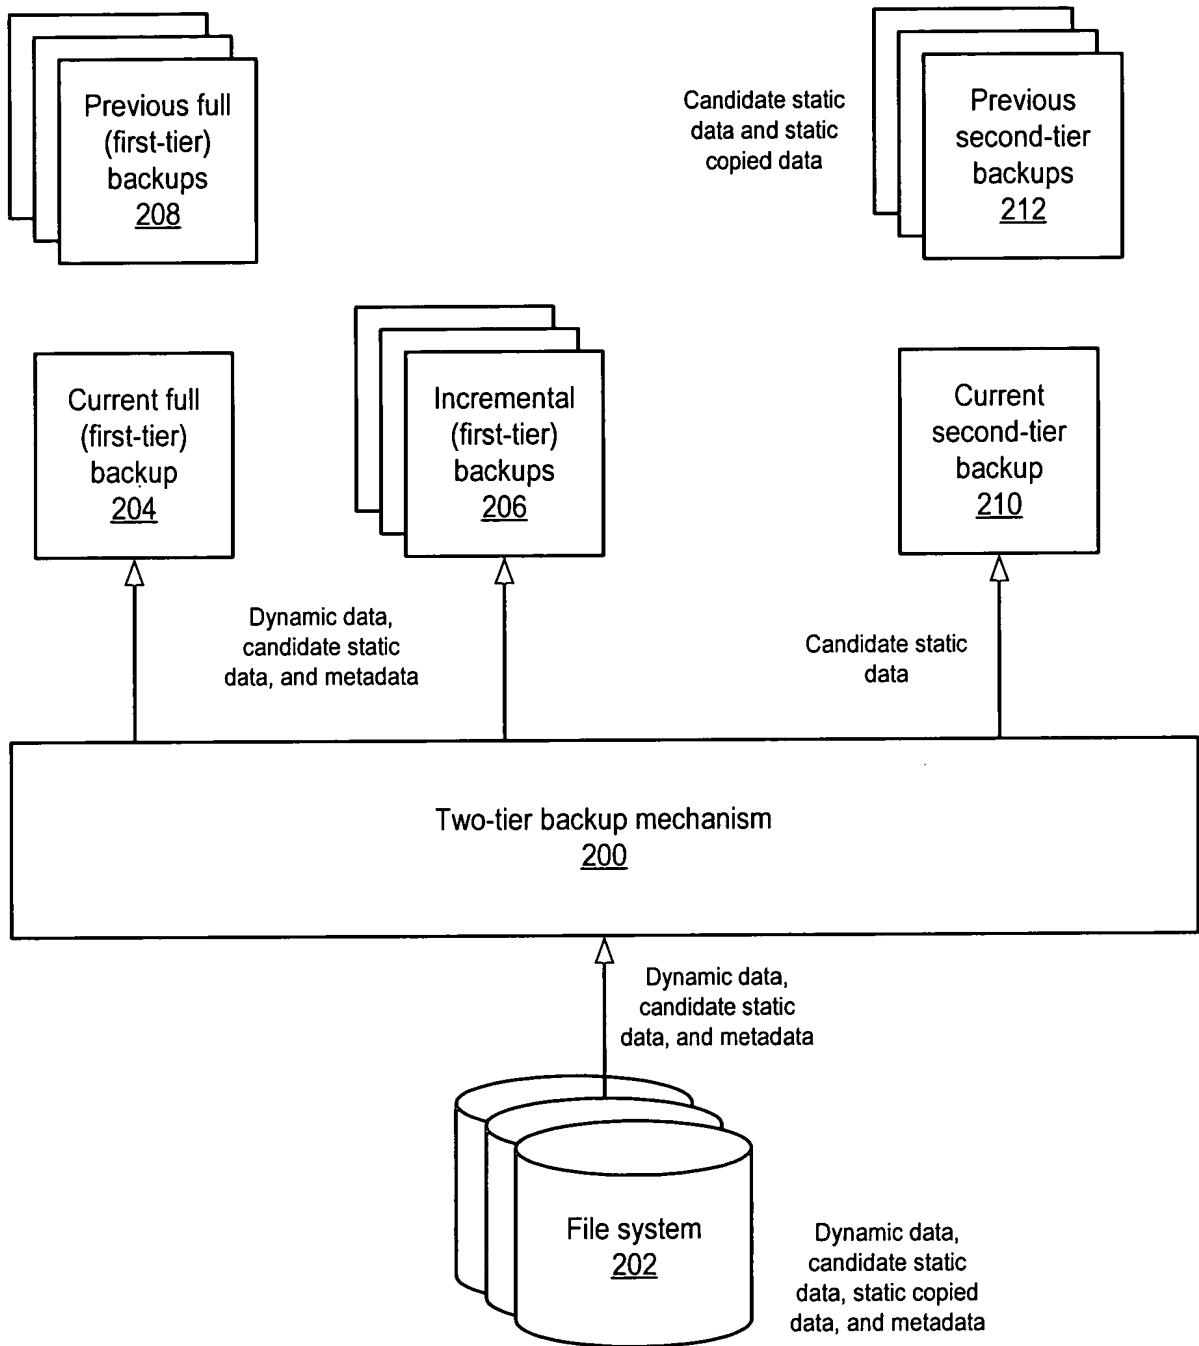 Previous full
(first-tier)
backups
208
Candidate static
data and static
copied data
Previous
second-tier
backups
212
Current full
(first-tier)
backup
204
Incremental
(first-tier)
backups
206
Current
second-tier
backup
210
Dynamic data,
candidate static
data, and metadata
Candidate static
data
Two-tier backup mechanism
200
Dynamic data,
candidate static
data, and metadata
File system
202
Dynamic data,
candidate static
data, static copied
data, and metadata